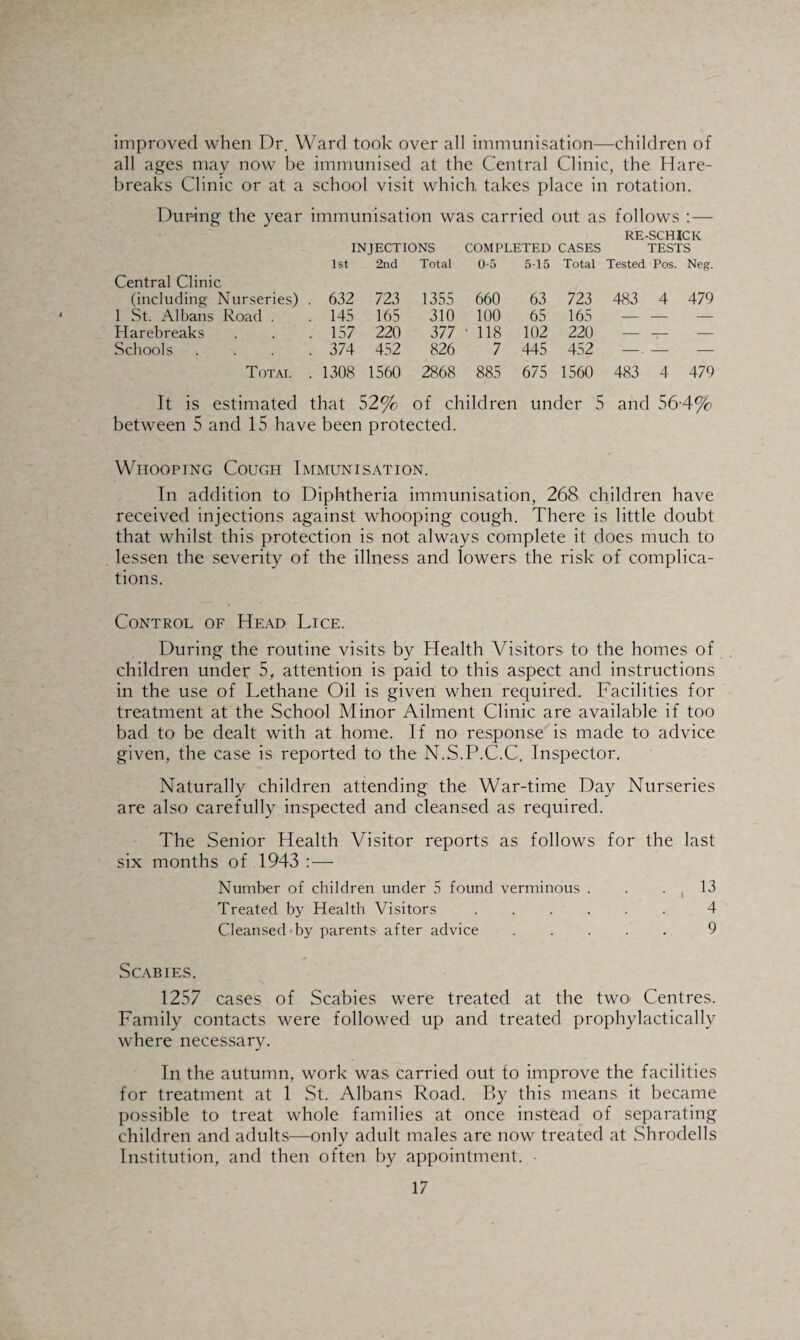 improved when Dr. Ward took over all immunisation—children of
all ages may now be immunised at the Central Clinic, the Hare-
breaks Clinic or at a school visit which takes place in rotation.
During the year immunisation was carried out as follows :—
RE-SCHICK
INJECTIONS COMPLETED CASES TESTS
1st 2nd Total 0-5 5-15 Total Tested Pos. Neg.
Central Clinic
(including Nurseries) . 632 723 1355 660 63 723 483 4 479
1 St. Albans Road . . 145 165 310 100 65 165 — — —
Harebreaks . . . 157 220 377 118 102 220 — — —
Schools . . . . 374 452 826 7 445 452 — — —
Total . 1308 1560 2868 885 675 1560 483 4 479
It is estimated that 52% of children under 5 and 56·4%
between 5 and 15 have been protected.
Whooping Cough Immunisation.
In addition to Diphtheria immunisation, 268 children have
received injections against whooping cough. There is little doubt
that whilst this protection is not always complete it does much to
lessen the severity of the illness and lowers the risk of complica-
tions.
Control of Head Lice.
During the routine visits by Health Visitors to the homes of
children under 5, attention is paid to this aspect and instructions
in the use of Lethane Oil is given when required. Facilities for
treatment at the School Minor Ailment Clinic are available if too
bad to be dealt with at home. If no response is made to advice
given, the case is reported to the N.S.P.C.C. Inspector.
Naturally children attending the War-time Day Nurseries
are also carefully inspected and cleansed as required.
The Senior Health Visitor reports as follows for the last
six months of 1943 :—
Number of children under 5 found verminous . . . 13
Treated by Health Visitors . . . . . . 4
Cleansed by parents after advice . . . . . 9
Scabies.
1257 cases of Scabies were treated at the two Centres.
Family contacts were followed up and treated prophylactically
where necessary.
In the autumn, work was carried out to improve the facilities
for treatment at 1 St. Albans Road. By this means it became
possible to treat whole families at once instead of separating
children and adults—only adult males are now treated at Shrodells
Institution, and then often by appointment.
17